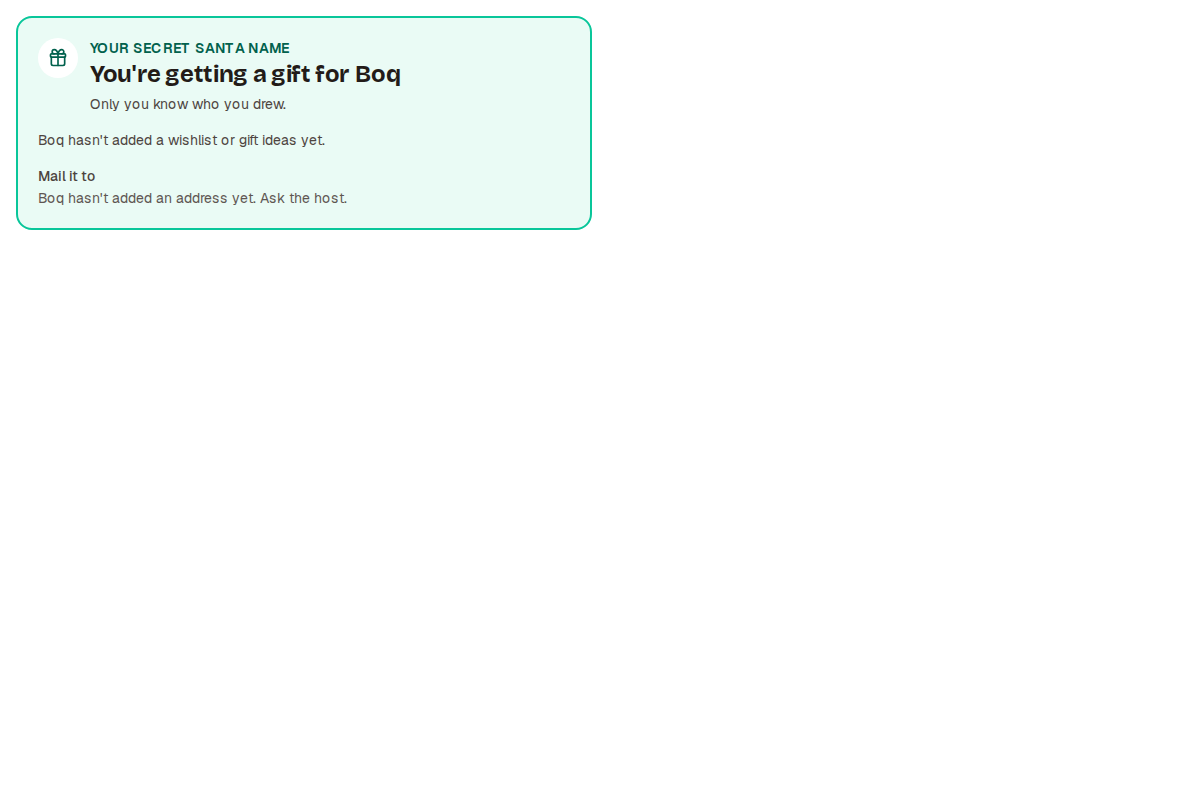 YOUR SECRET SANTA NAME
You're getting a gift for Boq
Only you know who you drew.
Boq hasn't added a wishlist or gift ideas yet.
Mail it to
Boq hasn't added an address yet. Ask the host.